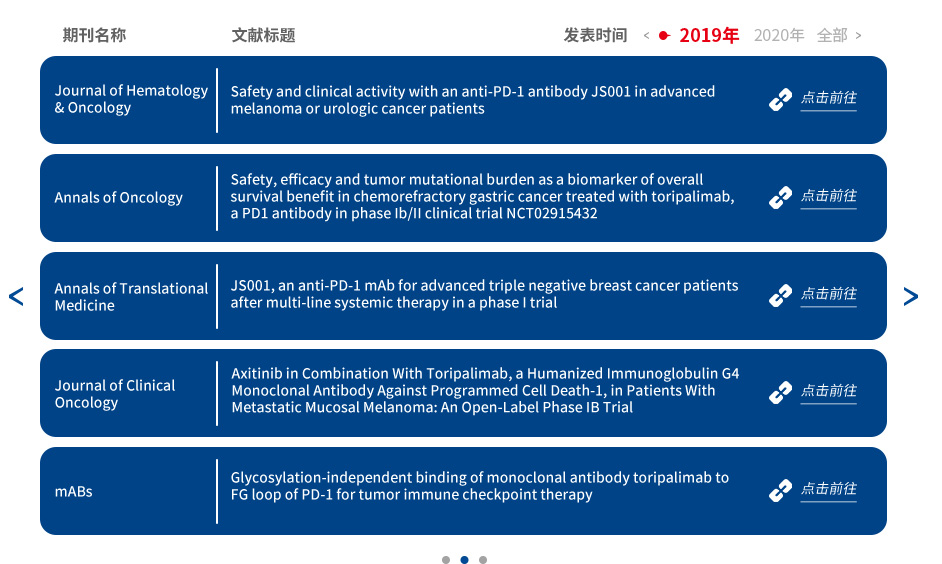 期刊名称 文献标题 发表时间 < 2019年 2020年 全部 >
Journal of Hematology
& Oncology
Safety and clinical activity with an anti-PD-1 antibody JS001 in advanced
melanoma or urologic cancer patients
点击前往
Annals of Oncology
Safety, efficacy and tumor mutational burden as a biomarker of overall
survival benefit in chemorefractory gastric cancer treated with toripalimab,
a PD1 antibody in phase Ib/II clinical trial NCT02915432
点击前往
Annals of Translational
Medicine
JS001, an anti-PD-1 mAb for advanced triple negative breast cancer patients
after multi-line systemic therapy in a phase I trial
点击前往
Journal of Clinical
Oncology
Axitinib in Combination With Toripalimab, a Humanized Immunoglobulin G4
Monoclonal Antibody Against Programmed Cell Death-1, in Patients With
Metastatic Mucosal Melanoma: An Open-Label Phase IB Trial
点击前往
mABs
Glycosylation-independent binding of monoclonal antibody toripalimab to
FG loop of PD-1 for tumor immune checkpoint therapy
点击前往